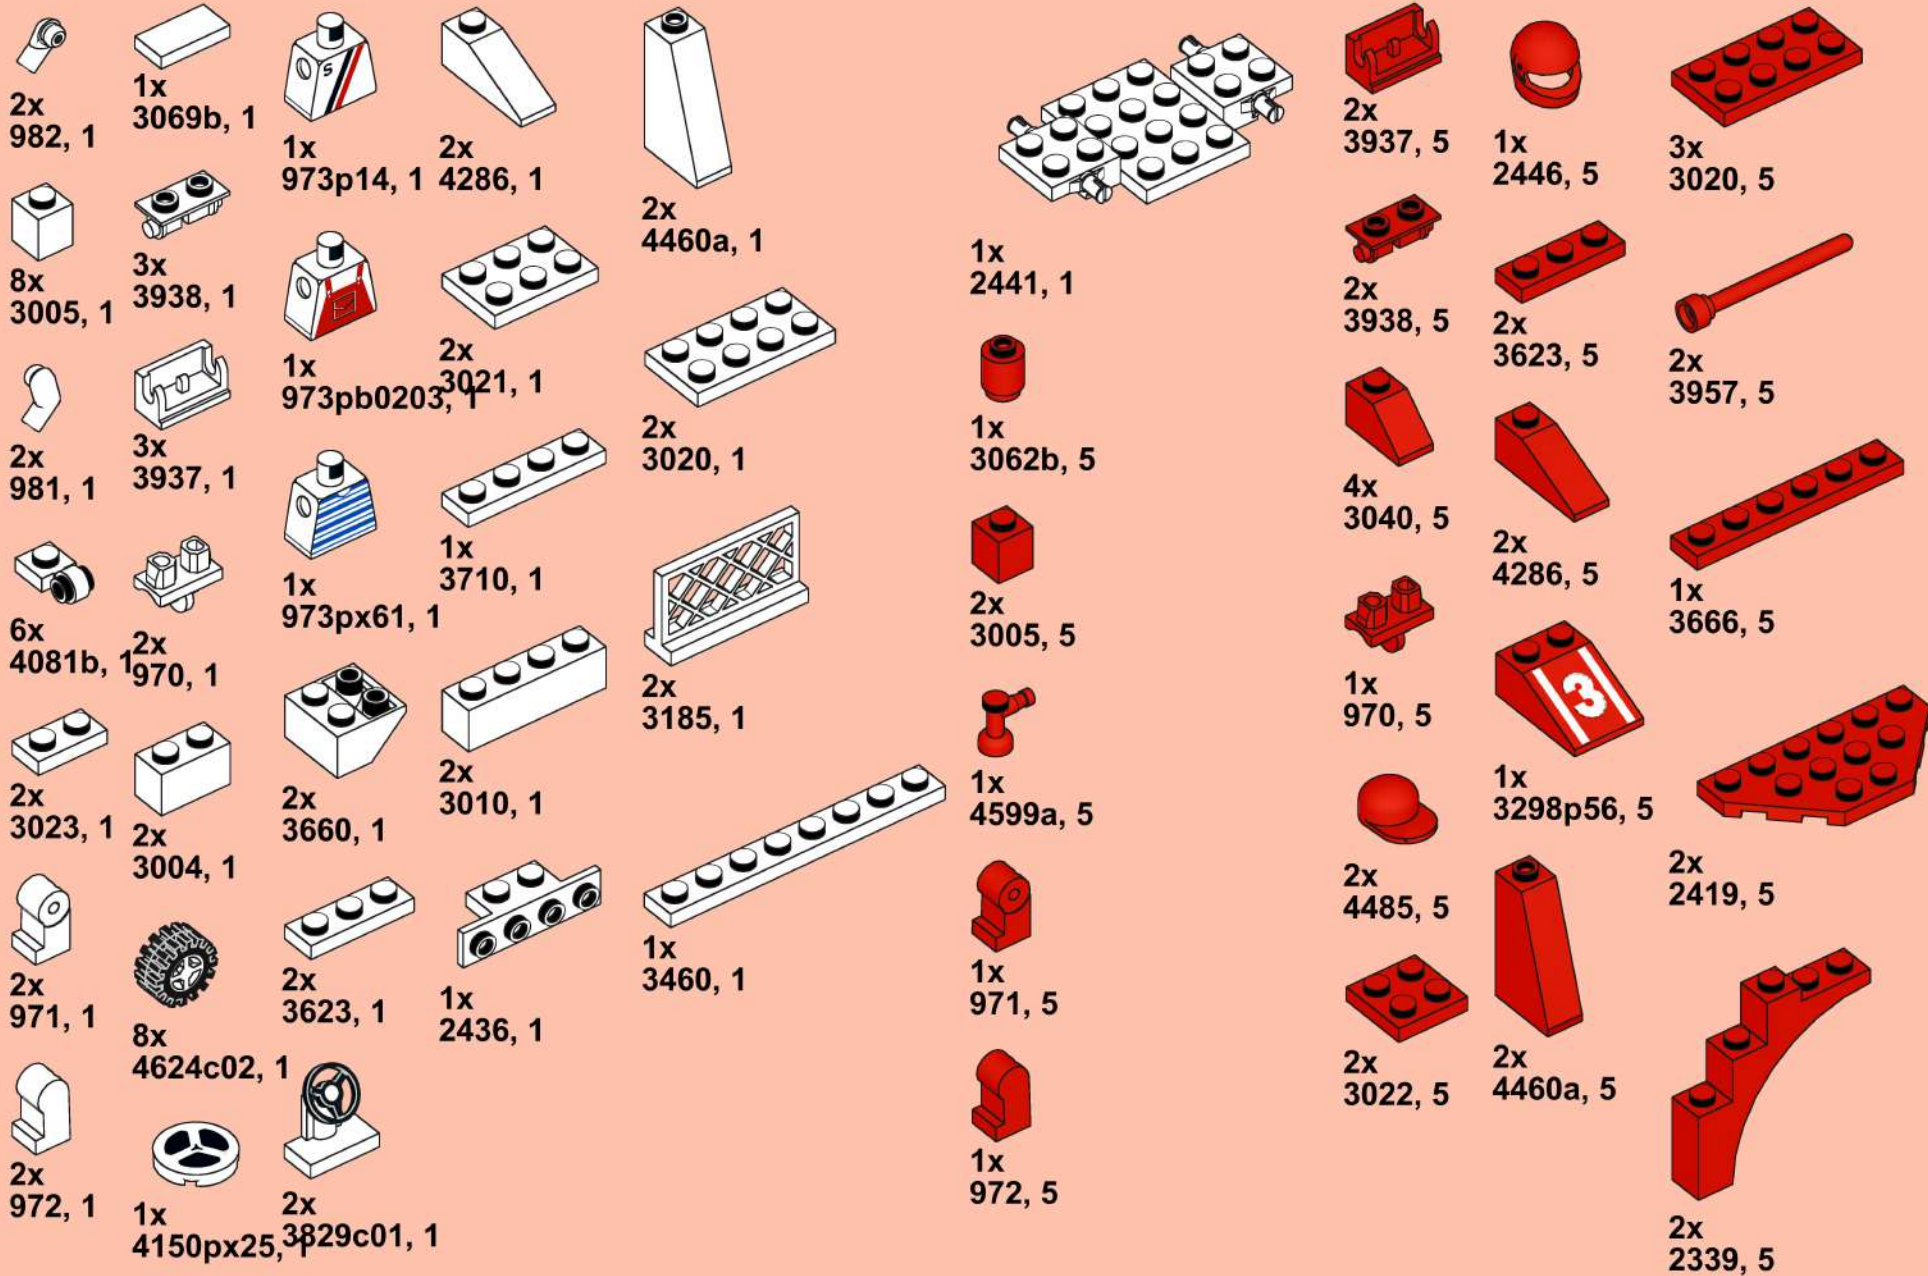 2x
982, 1
8x
3005, 1
2x
981, 1
6x
4081b, 1
2x
3023, 1
2x
971, 1
2x
972, 1
1x
3069b, 1
3x
3938, 1
3x
3937, 1
2x
970, 1
2x
3004, 1
8x
4624c02, 1
1x
4150px25, 1
S
1x
973p14, 1
1x
973pb0203, 1
1x
973px61, 1
2x
3660, 1
2x
3623, 1
2x
3829c01, 1
2x
4286, 1
2x
3021, 1
1x
3710, 1
2x
3010, 1
1x
2436, 1
2x
4460a, 1
2x
3020, 1
2x
3185, 1
1x
3460, 1
1x
2441, 1
1x
3062b, 5
2x
3005, 5
1x
4599a, 5
1x
971, 5
1x
972, 5
2x
3937, 5
2x
3938, 5
4x
3040, 5
1x
970, 5
2x
4485, 5
2x
3022, 5
1x
2446, 5
2x
3623, 5
2x
4286, 5
3
1x
3298p56, 5
2x
4460a, 5
3x
3020, 5
2x
3957, 5
1x
3666, 5
2x
2419, 5
2x
2339, 5